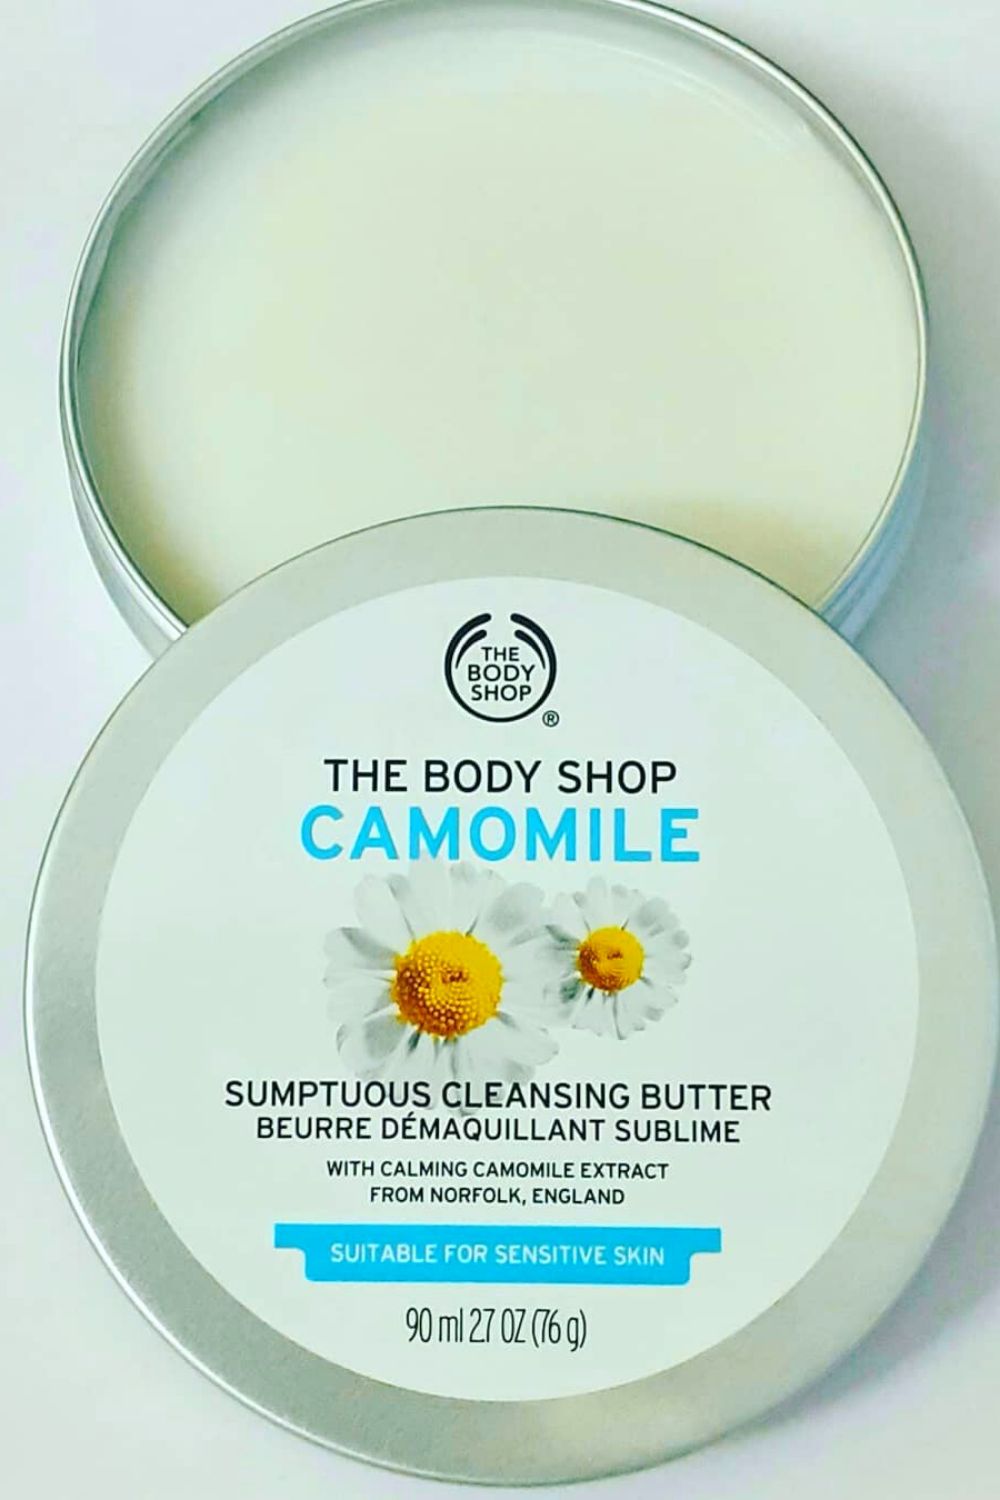 THE
BODY
SHOP
®
THE BODY SHOP
CAMOMILE
SUMPTUOUS CLEANSING BUTTER
BEURRE DÉMAQUILLANT SUBLIME
WITH CALMING CAMOMILE EXTRACT
FROM NORFOLK, ENGLAND
SUITABLE FOR SENSITIVE SKIN
90 ml 2.7 OZ (76 g)